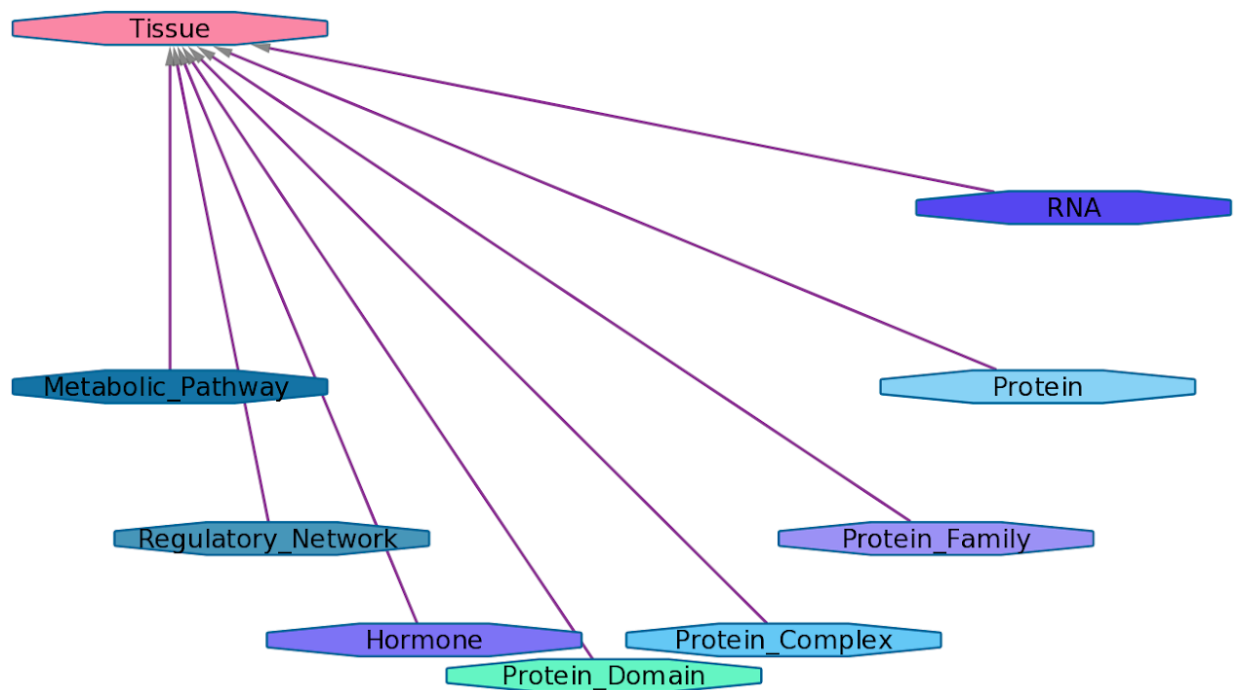 Tissue
RNA
Metabolic_Pathway
Protein
Regulatory_Network
Protein_Family
Hormone
Protein_Complex
Protein_Domain